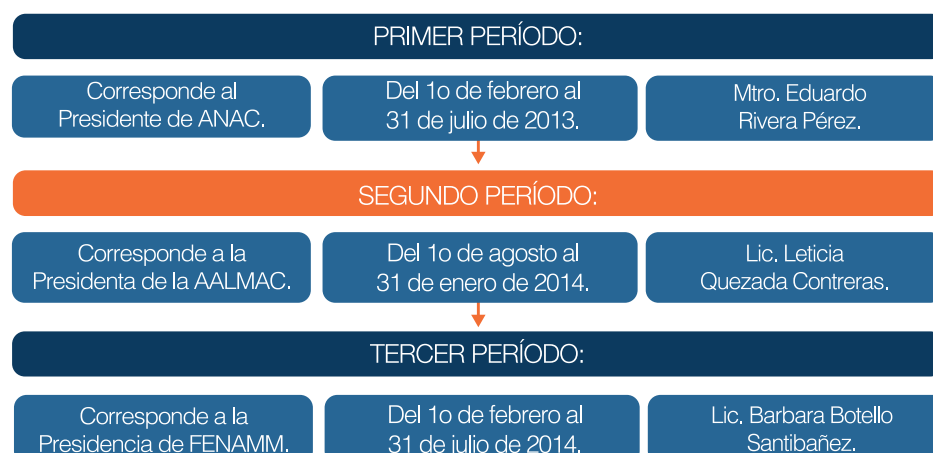 PRIMER PERÍODO:
Corresponde al
Presidente de ANAC.
Del 1o de febrero al
31 de julio de 2013.
Mtro. Eduardo
Rivera Pérez.
SEGUNDO PERÍODO:
Corresponde a la
Presidenta de la AALMAC.
Del 1o de agosto al
31 de enero de 2014.
Lic. Leticia
Quezada Contreras.
TERCER PERÍODO:
Corresponde a la
Presidencia de FENAMM.
Del 1o de febrero al
31 de julio de 2014.
Lic. Barbara Botello
Santibañez.